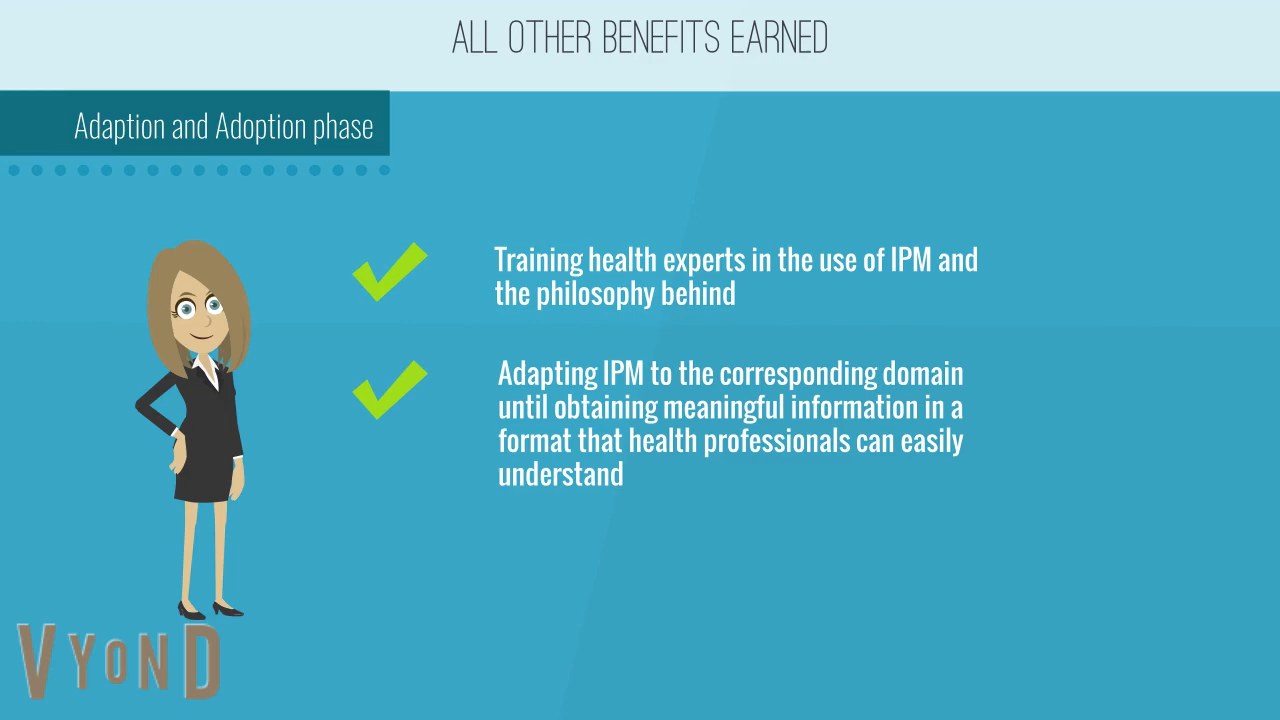 ALL OTHER BENEFITS EARNED
Adaption and Adoption phase
Training health experts in the use of IPM and
the philosophy behind
Adapting IPM to the corresponding domain
until obtaining meaningful information in a
format that health professionals can easily
understand
VYOND